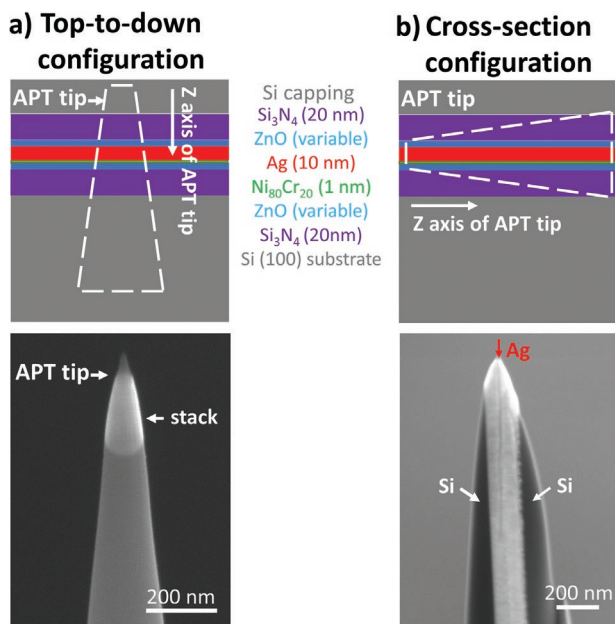 a) Top-to-down
configuration
APT tip
Z axis of APT tip
Si capping
Si₃N₄ (20 nm)
ZnO (variable)
Ag (10 nm)
Ni₈₀Cr₂₀ (1 nm)
ZnO (variable)
Si₃N₄ (20nm)
Si (100) substrate
b) Cross-section
configuration
APT tip
Z axis of APT tip
APT tip
stack
200 nm
Ag
Si
Si
200 nm